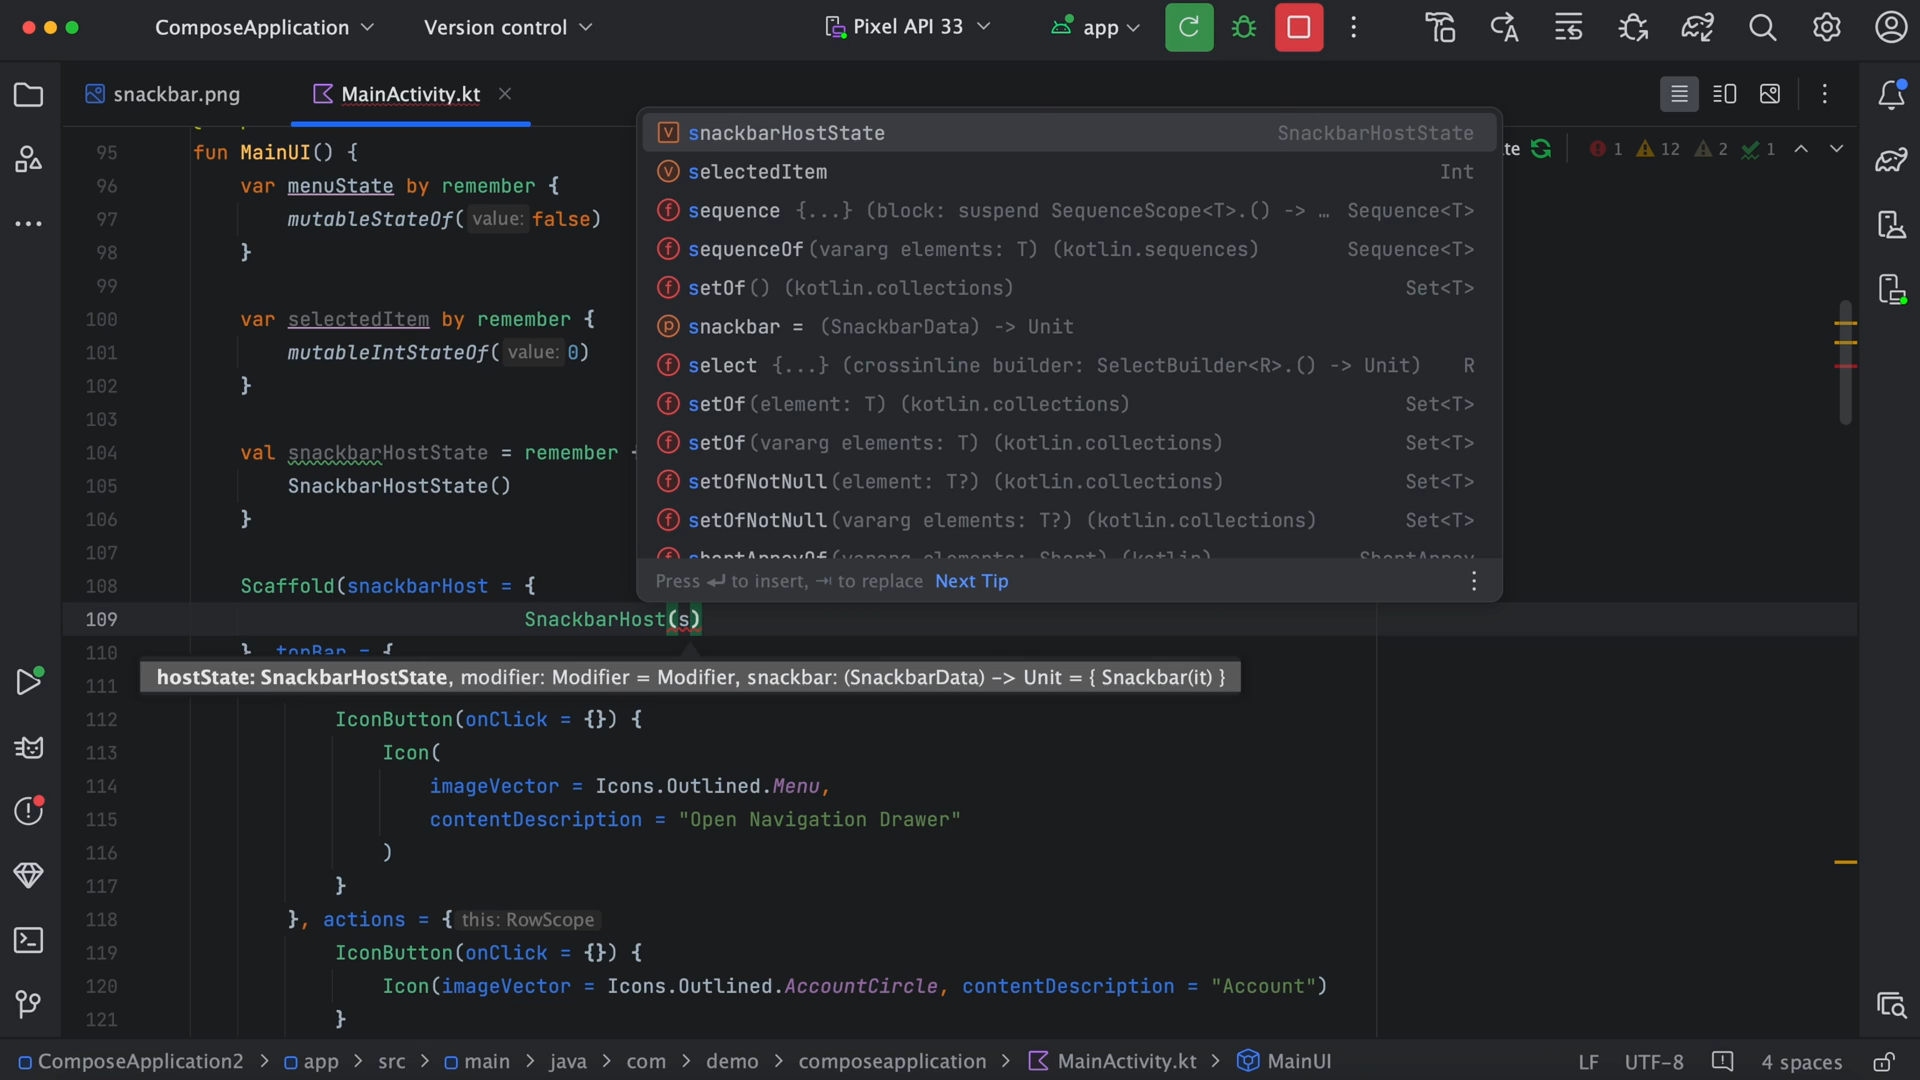 ComposeApplication Version control Pixel API 33 app
snackbar.png MainActivity.kt
95 fun MainUI() {
96 var menuState by remember {
97 mutableStateOf( value: false)
98 }
99
100 var selectedItem by remember {
101 mutableIntStateOf( value: 0)
102 }
103
104 val snackbarHostState = remember
105 SnackbarHostState()
106 }
107
108 Scaffold(snackbarHost = {
109 SnackbarHost(s)
110 }, topBar = {
111
112 IconButton(onClick = {}) {
113 Icon(
114 imageVector = Icons.Outlined.Menu,
115 contentDescription = "Open Navigation Drawer"
116 )
117 }
118 }, actions = { this: RowScope
119 IconButton(onClick = {}) {
120 Icon(imageVector = Icons.Outlined.AccountCircle, contentDescription = "Account")
121 }
snackbarHostState SnackbarHostState
selectedItem Int
sequence {...} (block: suspend SequenceScope<T>.() -> … Sequence<T>
sequenceOf(vararg elements: T) (kotlin.sequences) Sequence<T>
setOf() (kotlin.collections) Set<T>
snackbar = (SnackbarData) -> Unit
select {...} (crossinline builder: SelectBuilder<R>.() -> Unit) R
setOf(element: T) (kotlin.collections) Set<T>
setOf(vararg elements: T) (kotlin.collections) Set<T>
setOfNotNull(element: T?) (kotlin.collections) Set<T>
setOfNotNull(vararg elements: T?) (kotlin.collections) Set<T>
shortArrayOf(vararg elements: Short) (kotlin) ShortArray
Press ↵ to insert, ⇥ to replace Next Tip
te 1 12 2 1
hostState: SnackbarHostState, modifier: Modifier = Modifier, snackbar: (SnackbarData) -> Unit = { Snackbar(it) }
ComposeApplication2 > app > src > main > java > com > demo > composeapplication > MainActivity.kt > MainUI LF UTF-8 4 spaces